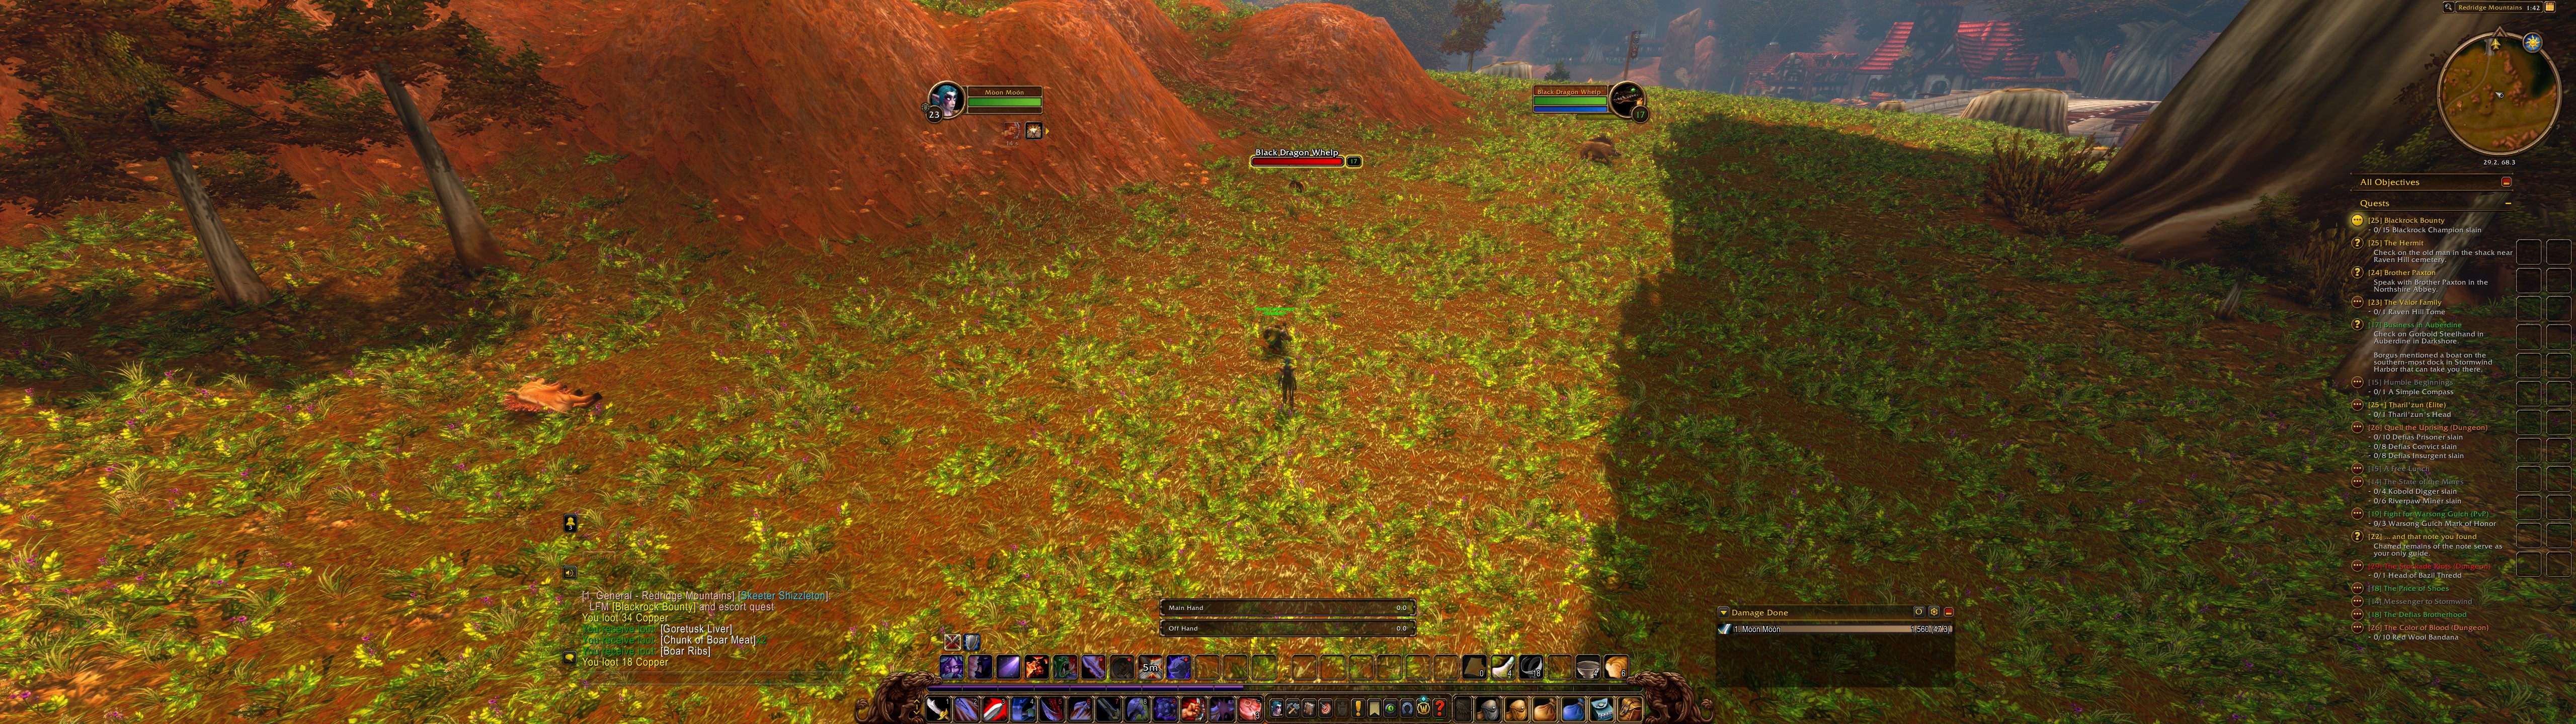 Redridge Mountains 1:42
Moon Moon
23
Black Dragon Whelp
17
Black Dragon Whelp
17
29.2, 68.3
All Objectives
Quests
[25] Blackrock Bounty
- 0/15 Blackrock Champion slain
[25] The Hermit
Check on the old man in the shack near
Raven Hill cemetery.
[24] Brother Paxton
Speak with Brother Paxton in the
Northshire Abbey.
[23] The Valor Family
- 0/1 Raven Hill Tome
[17] Business in Auberdine
Check on Gorbold Steelhand in
Auberdine in Darkshore.
Borgus mentioned a boat on the
southern-most dock in Stormwind
Harbor that can take you there.
[15] Humble Beginnings
- 0/1 A Simple Compass
[25+] Tharil'zun (Elite)
- 0/1 Tharil'zun's Head
[26] Quell the Uprising (Dungeon)
- 0/10 Defias Prisoner slain
- 0/8 Defias Convict slain
- 0/8 Defias Insurgent slain
[15] A Free Lunch
[14] The State of the Mines
- 0/4 Kobold Digger slain
- 0/6 Riverpaw Miner slain
[19] Fight for Warsong Gulch (PvP)
- 0/3 Warsong Gulch Mark of Honor
[22] ... and that note you found
Charred remains of the note serve as
your only guide.
- 0/1 Head of Bazil Thredd
[18] The Price of Shoes
[14] Messenger to Stormwind
[18] The Defias Brotherhood
[26] The Color of Blood (Dungeon)
- 0/10 Red Wool Bandana
[1. General - Redridge Mountains] [Skeeter Shizzleton]:
LFM [Blackrock Bounty] and escort quest
You loot 34 Copper
You receive loot: [Goretusk Liver]
You receive loot: [Chunk of Boar Meat]x2
You receive loot: [Boar Ribs]
You loot 18 Copper
Main Hand 0.0
Off Hand 0.0
Damage Done
1. Moon Moon
5m
0
4
18
6